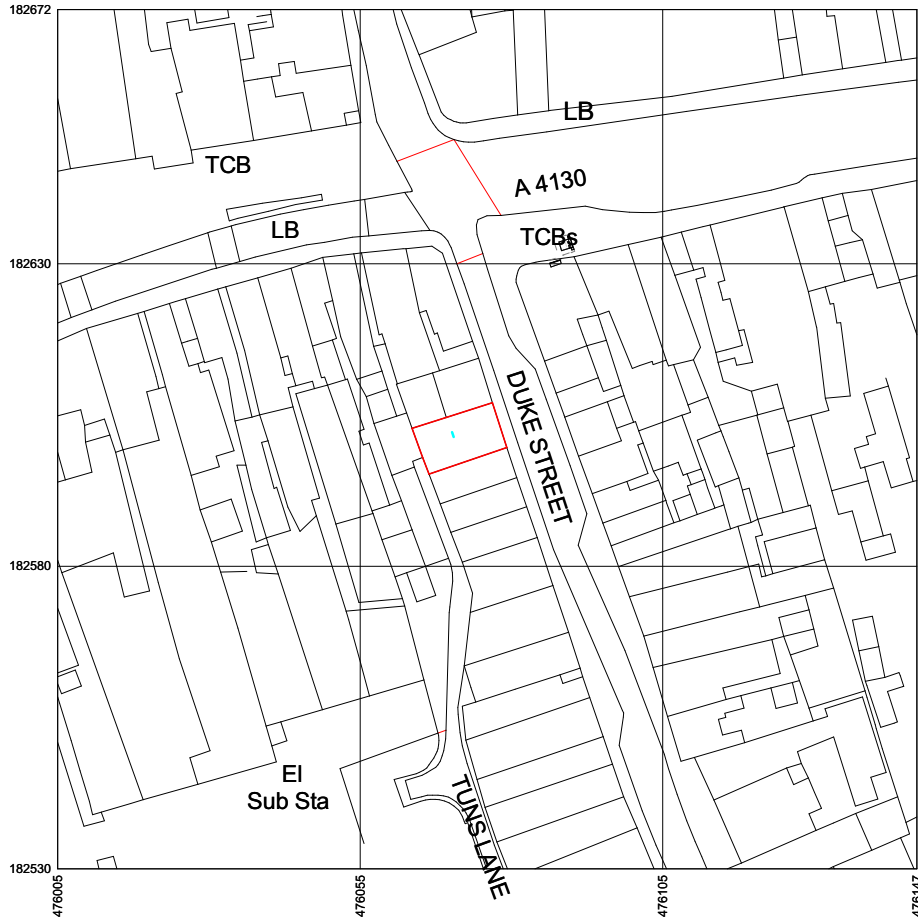 182672
LB
TCB
A 4130
LB
TCBs
182630
DUKE STREET
182580
El
Sub Sta
TUNS LANE
182530
476005
476055
476105